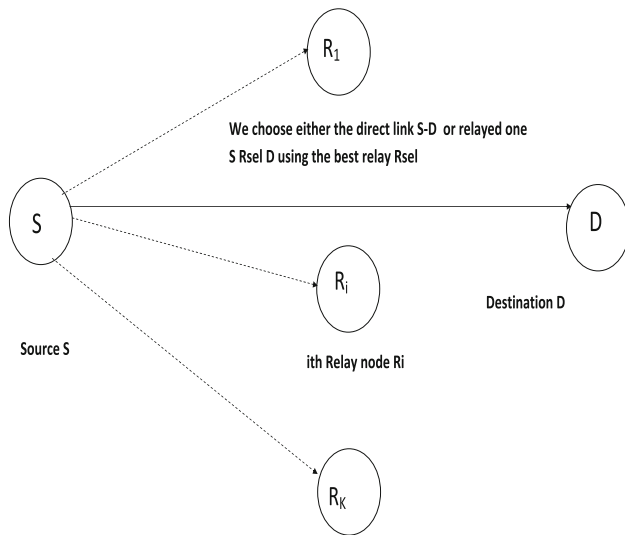 R1
We choose either the direct link S-D or relayed one
S Rsel D using the best relay Rsel
S
D
Ri
Destination D
Source S
ith Relay node Ri
RK